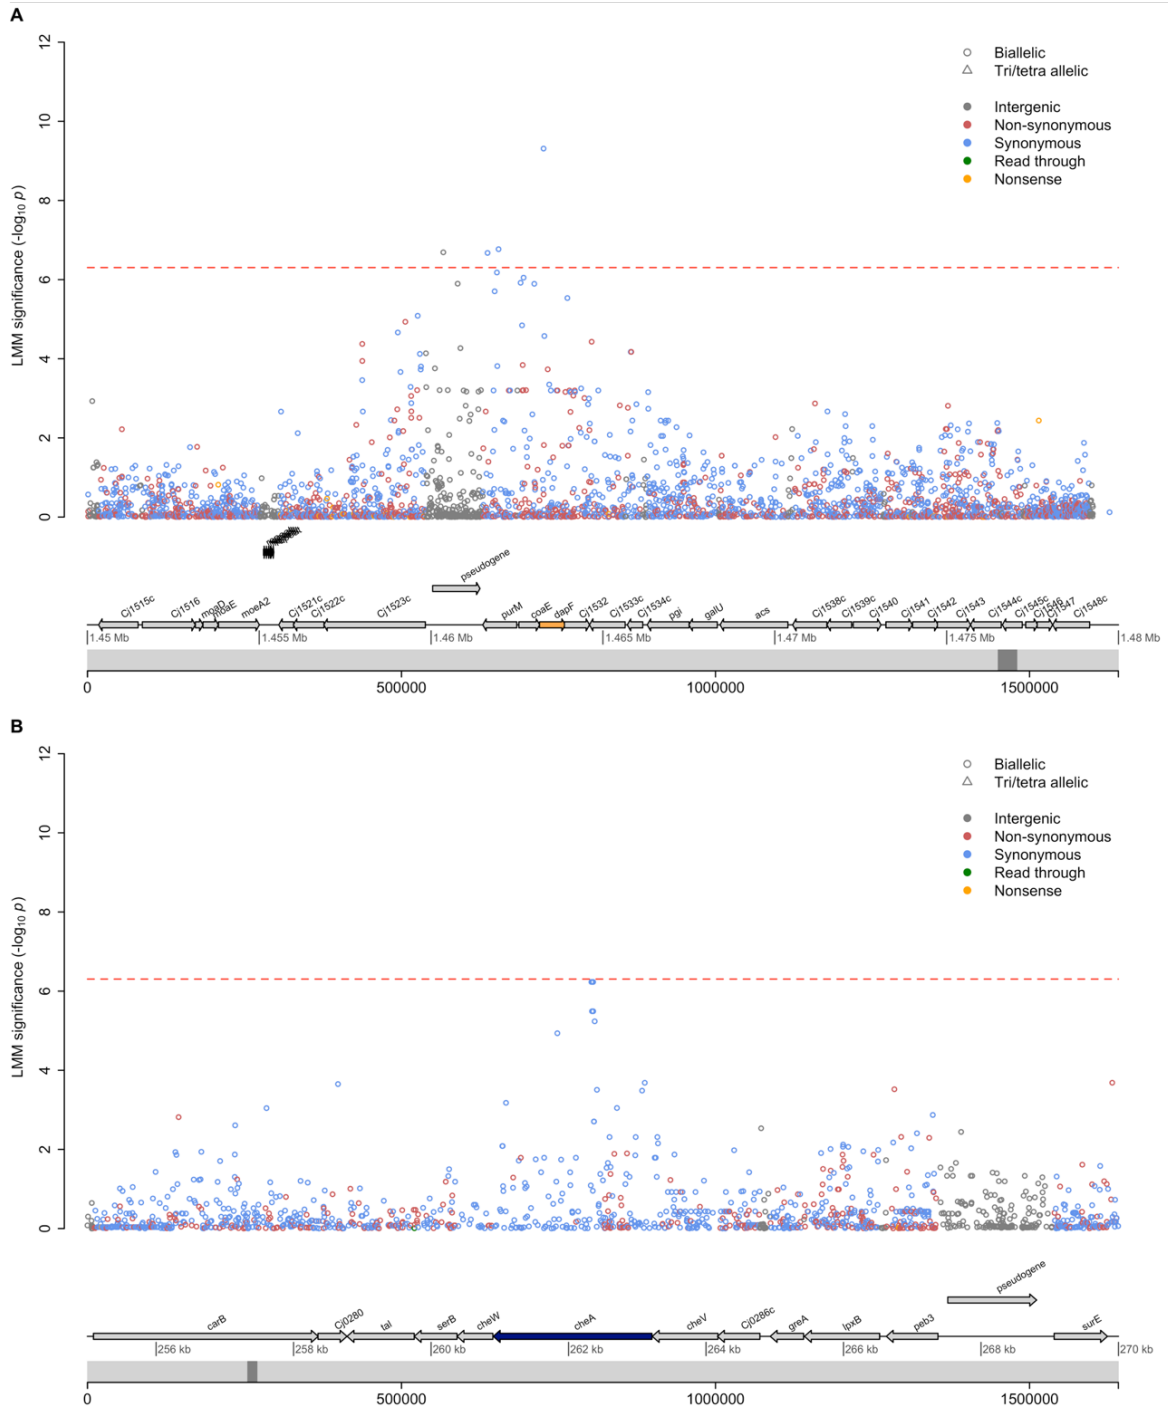 A
12
10
8
6
4
2
0
LMM significance (-log10 p)
Biallelic
Tri/tetra allelic
Intergenic
Non-synonymous
Synonymous
Read through
Nonsense
pseudogene
Cj1515c Cj1516 moaD moaE moeA2 Cj1521c Cj1522c Cj1523c purM coaE dapF Cj1532 Cj1533c Cj1534c pgi galU acs Cj1538c Cj1539c Cj1540 Cj1541 Cj1542 Cj1543 Cj1544c Cj1545c Cj1546 Cj1547 Cj1548c
1.45 Mb 1.455 Mb 1.46 Mb 1.465 Mb 1.47 Mb 1.475 Mb 1.48 Mb
0 500000 1000000 1500000
B
12
10
8
6
4
2
0
LMM significance (-log10 p)
Biallelic
Tri/tetra allelic
Intergenic
Non-synonymous
Synonymous
Read through
Nonsense
pseudogene
carB Cj0280 tal serB cheW cheA cheV Cj0286c greA lpxB peb3 surE
256 kb 258 kb 260 kb 262 kb 264 kb 266 kb 268 kb 270 kb
0 500000 1000000 1500000